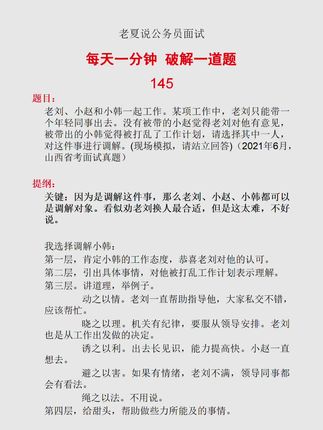 老夏说公务员面试
每天一分钟 破解一道题
145
题目：
老刘、小赵和小韩一起工作。某项工作中，老刘只能带一
个年轻同事出去。没有被带的小赵觉得老刘对他有意见，
被带出的小韩觉得被打乱了工作计划，请选择其中一人，
对这件事进行调解。(现场模拟，请站立回答)（2021年6月，
山西省考面试真题）
提纲：
关键：因为是调解这件事，那么老刘、小赵、小韩都可以
是调解对象。看似劝老刘换人最合适，但是这太难，不好
说。
我选择调解小韩：
第一层，肯定小韩的工作态度，恭喜老刘对他的认可。
第二层，引出具体事情，对他被打乱工作计划表示理解。
第三层。讲道理，举例子。
动之以情。老刘一直帮助指导他，大家私交不错，
应该帮忙。
晓之以理。机关有纪律，要服从领导安排。老刘
也是从工作出发做的决定。
诱之以利。出去长见识，能力提高快。小赵一直
想去。
避之以害。如果有情绪，老刘不满，领导同事都
会有看法。
绳之以法。不用说。
第四层，给甜头，帮助做些力所能及的事情。